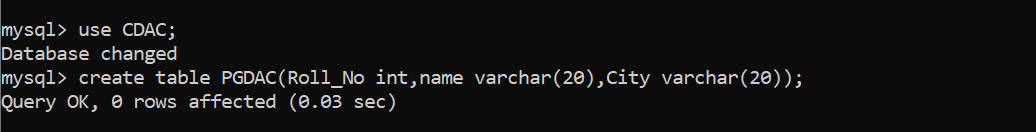 mysql> use CDAC;
Database changed
mysql> create table PGDAC(Roll_No int,name varchar(20),City varchar(20));
Query OK, 0 rows affected (0.03 sec)